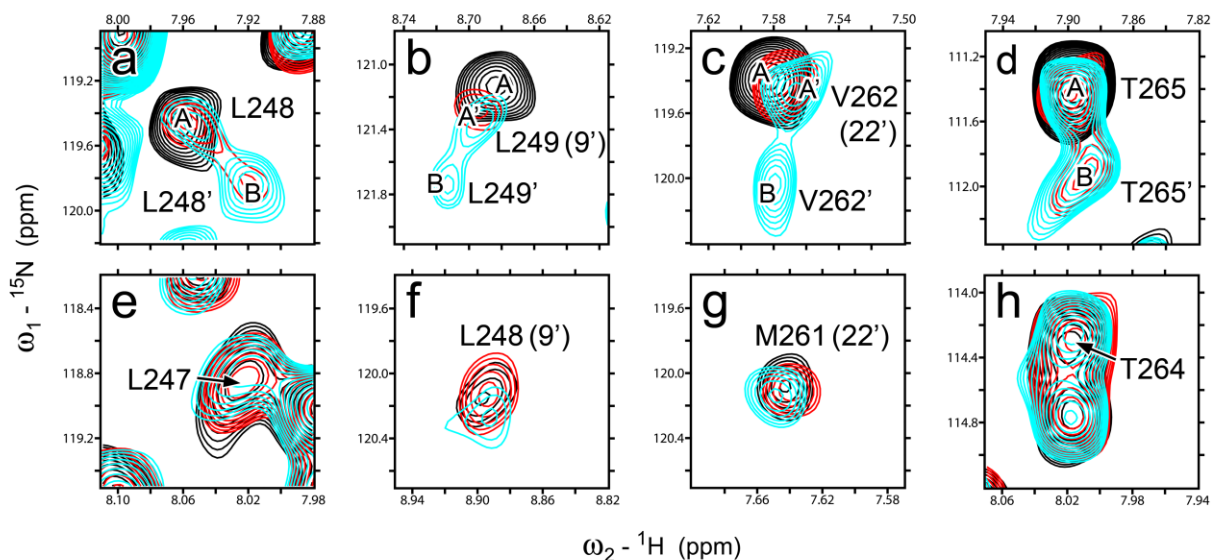 8.00 7.96 7.92 7.88
8.74 8.70 8.66 8.62
7.62 7.58 7.54 7.50
7.94 7.90 7.86 7.82
119.2
119.6
120.0
a
A
B
L248
L248'
121.0
121.4
121.8
b
A
A'
B
L249 (9')
L249'
119.2
119.6
120.0
c
A
A'
B
V262
(22')
V262'
111.2
111.6
112.0
d
A
B
T265
T265'
ω1 - 15N (ppm)
118.4
118.8
119.2
e
L247
119.6
120.0
120.4
f
L248 (9')
119.6
120.0
120.4
g
M261 (22')
114.0
114.4
114.8
h
T264
8.10 8.06 8.02 7.98
8.94 8.90 8.86 8.82
7.66 7.62 7.58
8.06 8.02 7.98 7.94
ω2 - 1H (ppm)